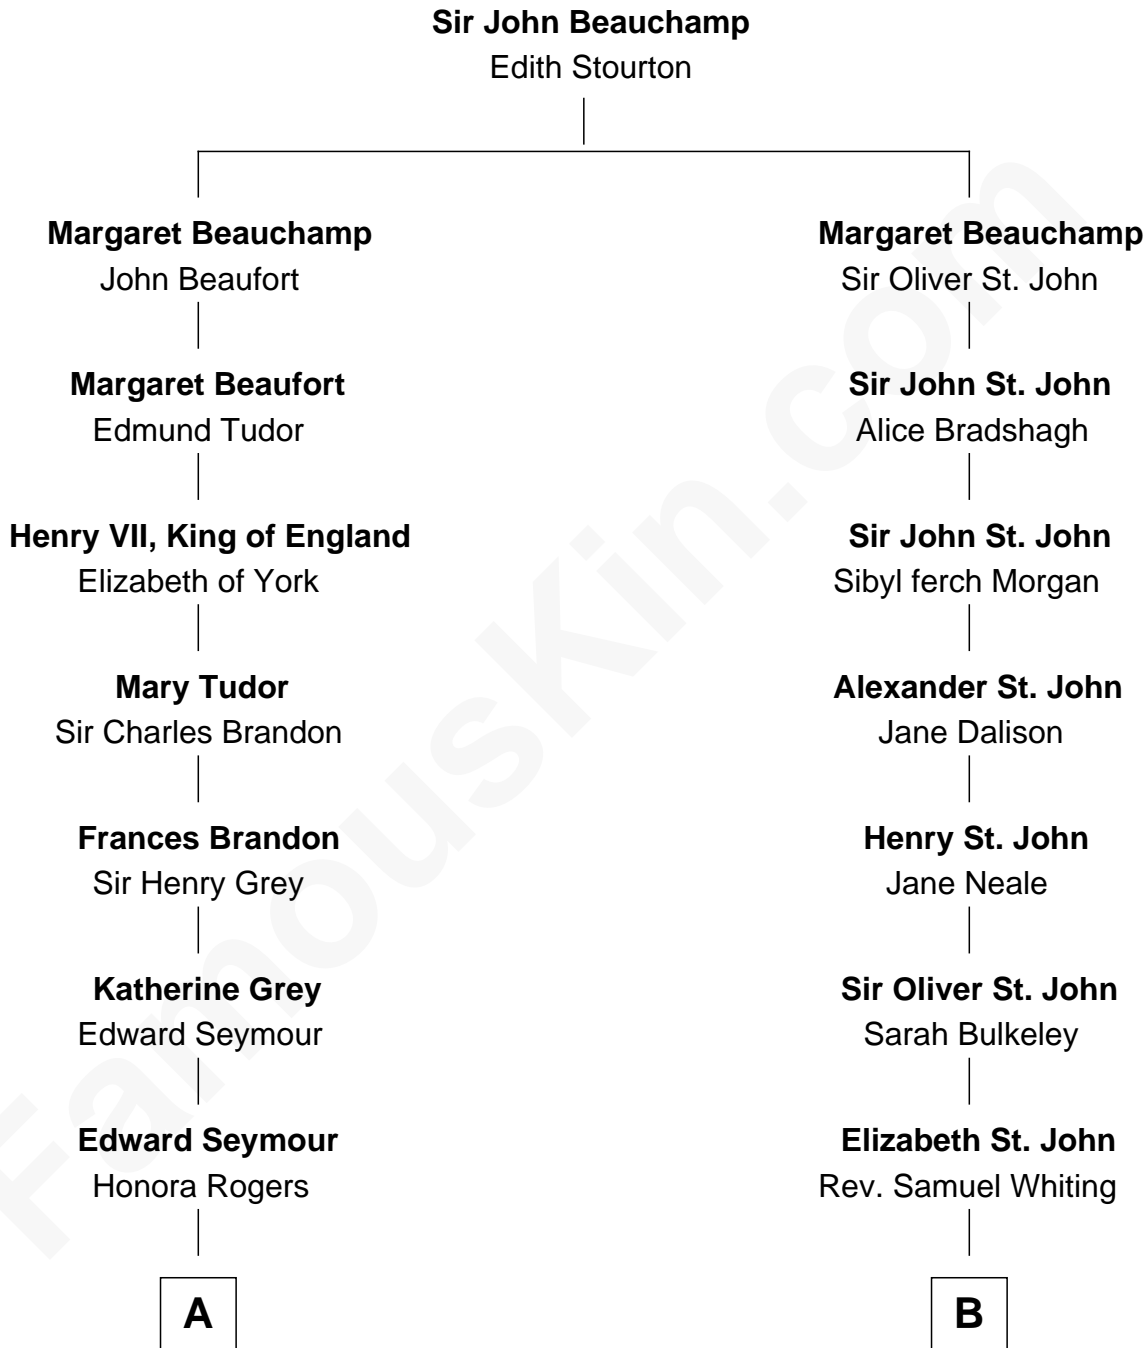 Sir John Beauchamp
Edith Stourton
Margaret Beauchamp
John Beaufort
Margaret Beaufort
Edmund Tudor
Henry VII, King of England
Elizabeth of York
Mary Tudor
Sir Charles Brandon
Frances Brandon
Sir Henry Grey
Katherine Grey
Edward Seymour
Edward Seymour
Honora Rogers
A
Margaret Beauchamp
Sir Oliver St. John
Sir John St. John
Alice Bradshagh
Sir John St. John
Sibyl ferch Morgan
Alexander St. John
Jane Dalison
Henry St. John
Jane Neale
Sir Oliver St. John
Sarah Bulkeley
Elizabeth St. John
Rev. Samuel Whiting
B
FamousKin.com